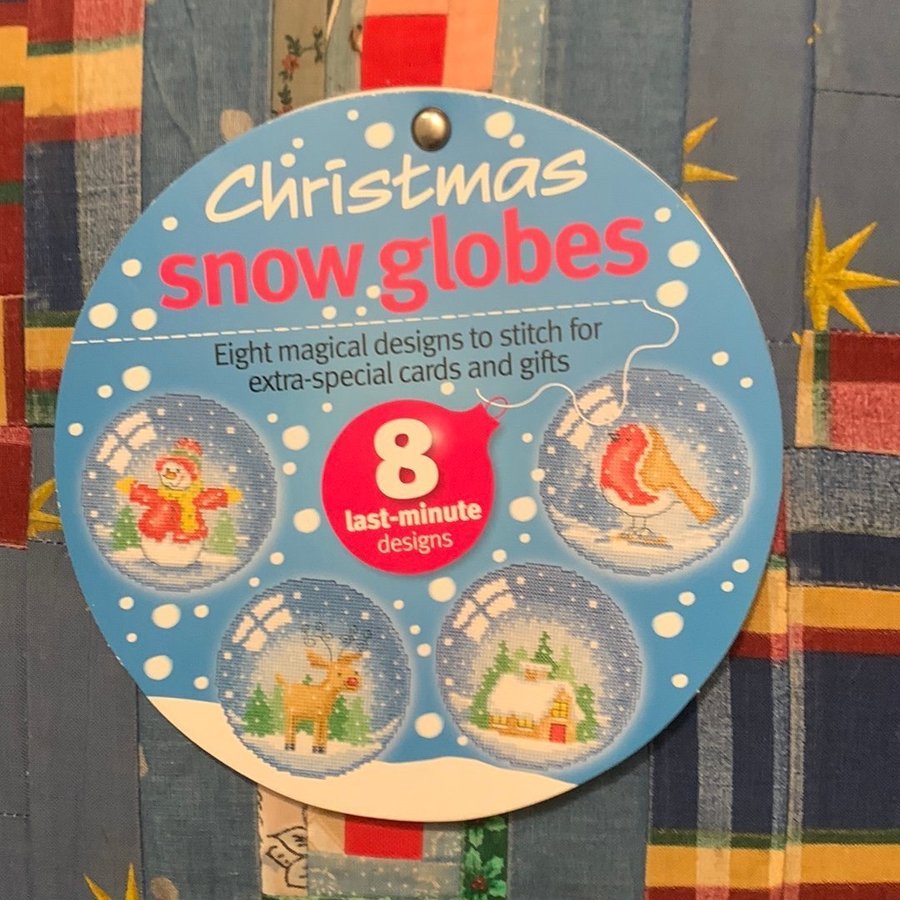 Christmas
snow globes
Eight magical designs to stitch for
extra-special cards and gifts
8
last-minute
designs